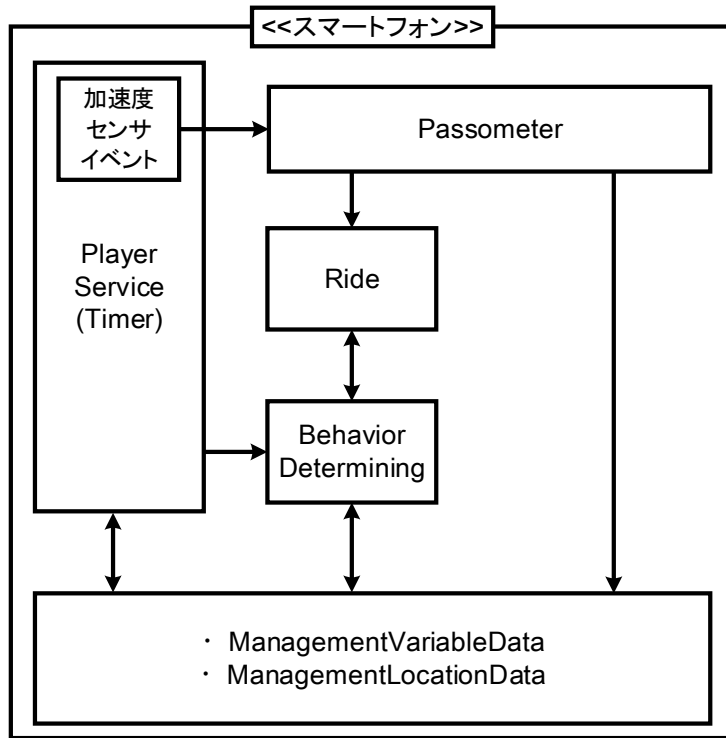 <<スマートフォン>>
加速度
センサ
イベント
Passometer
Player
Service
(Timer)
Ride
Behavior
Determining
・ ManagementVariableData
・ ManagementLocationData